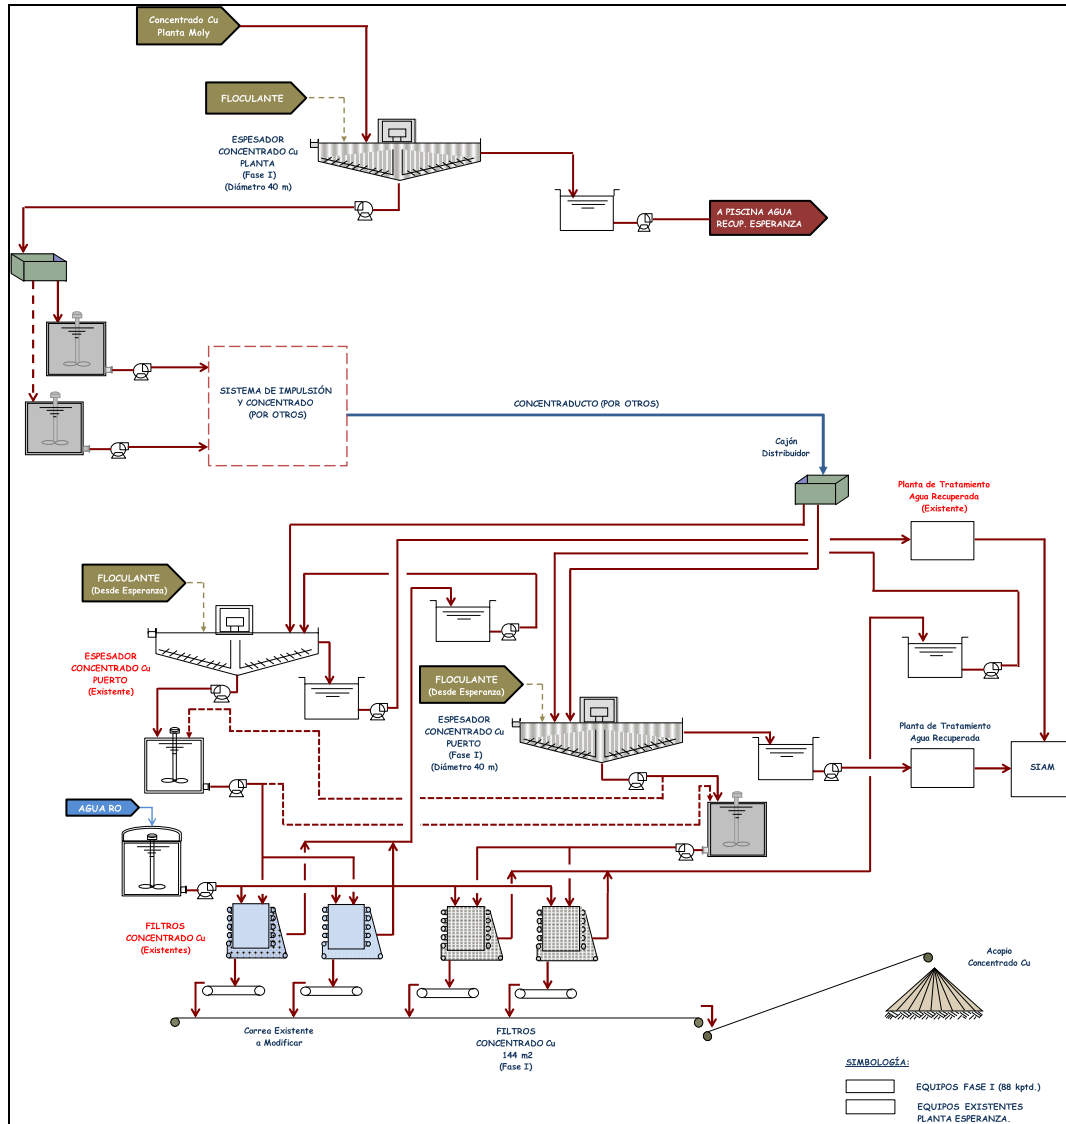 Concentrado Cu
Planta Moly
FLOCULANTE
ESPESADOR
CONCENTRADO Cu
PLANTA
(Fase I)
(Diámetro 40 m)
A PISCINA AGUA
RECUP. ESPERANZA
SISTEMA DE IMPULSIÓN
Y CONCENTRADO
(POR OTROS)
CONCENTRADUCTO (POR OTROS)
Cajón
Distribuidor
Planta de Tratamiento
Agua Recuperada
(Existente)
FLOCULANTE
(Desde Esperanza)
ESPESADOR
CONCENTRADO Cu
PUERTO
(Existente)
FLOCULANTE
(Desde Esperanza)
ESPESADOR
CONCENTRADO Cu
PUERTO
(Fase I)
(Diámetro 40 m)
Planta de Tratamiento
Agua Recuperada
SIAM
AGUA RO
FILTROS
CONCENTRADO Cu
(Existentes)
Acopio
Concentrado Cu
Correa Existente
a Modificar
FILTROS
CONCENTRADO Cu
144 m2
(Fase I)
SIMBOLOGÍA:
EQUIPOS FASE I (88 kptd.)
EQUIPOS EXISTENTES
PLANTA ESPERANZA.